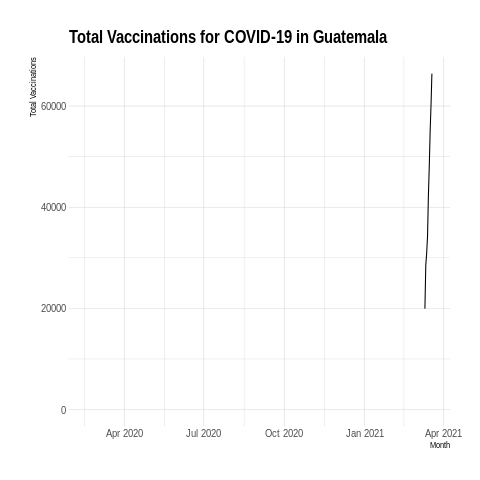 Total Vaccinations for COVID-19 in Guatemala
Total Vaccinations
60000
40000
20000
0
Apr 2020 Jul 2020 Oct 2020 Jan 2021 Apr 2021
Month